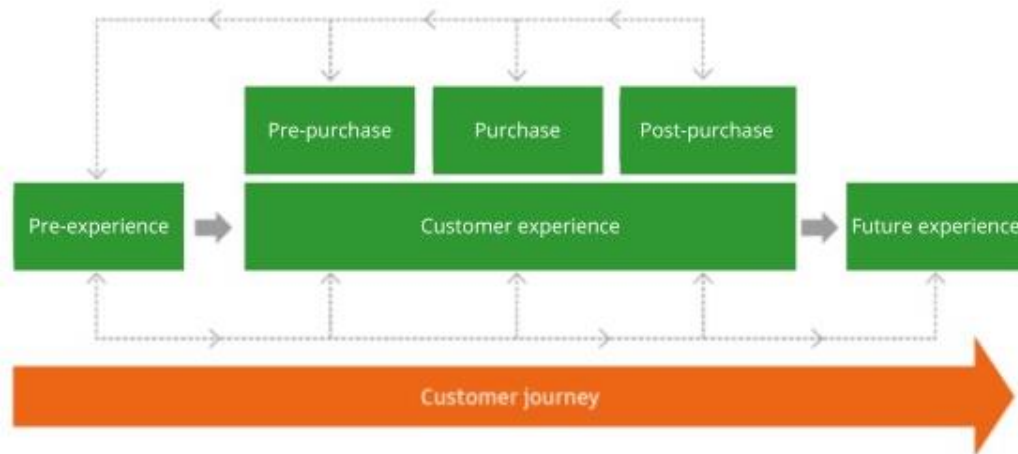 Pre-purchase
Purchase
Post-purchase
Pre-experience
Customer experience
Future experience
Customer journey